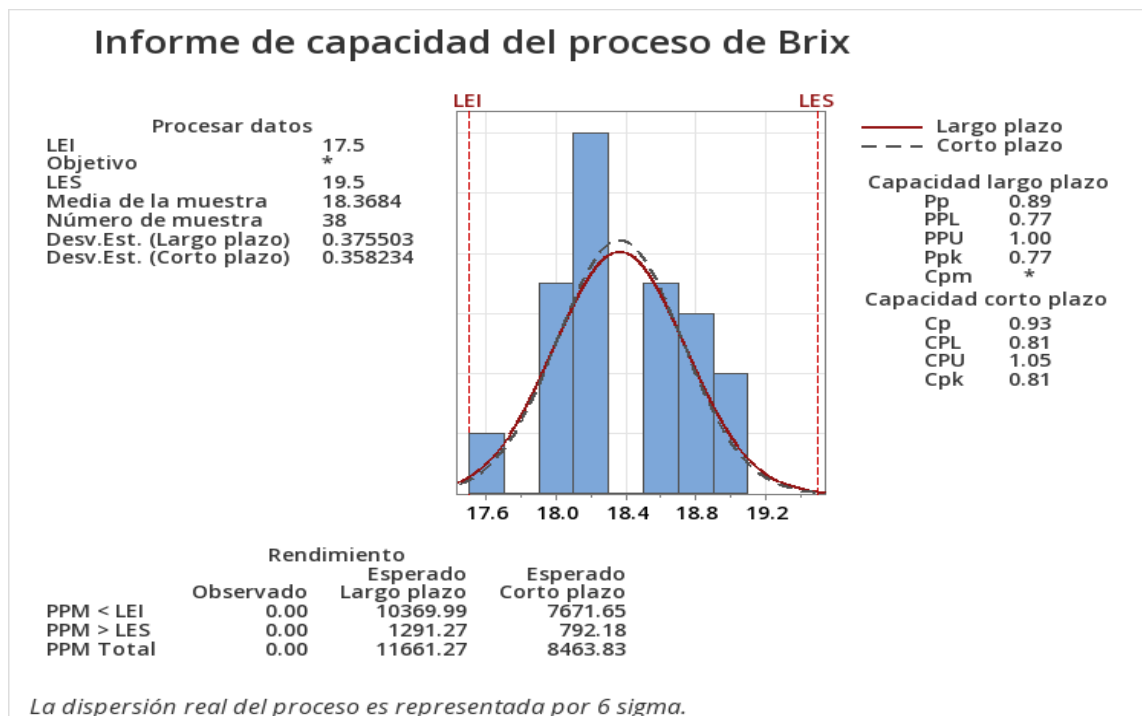 Informe de capacidad del proceso de Brix
LEI LES
Procesar datos
LEI 17.5
Objetivo *
LES 19.5
Media de la muestra 18.3684
Número de muestra 38
Desv.Est. (Largo plazo) 0.375503
Desv.Est. (Corto plazo) 0.358234
Largo plazo
Corto plazo
Capacidad largo plazo
Pp 0.89
PPL 0.77
PPU 1.00
Ppk 0.77
Cpm *
Capacidad corto plazo
Cp 0.93
CPL 0.81
CPU 1.05
Cpk 0.81
17.6 18.0 18.4 18.8 19.2
Rendimiento
Esperado Esperado
Observado Largo plazo Corto plazo
PPM < LEI 0.00 10369.99 7671.65
PPM > LES 0.00 1291.27 792.18
PPM Total 0.00 11661.27 8463.83
La dispersión real del proceso es representada por 6 sigma.